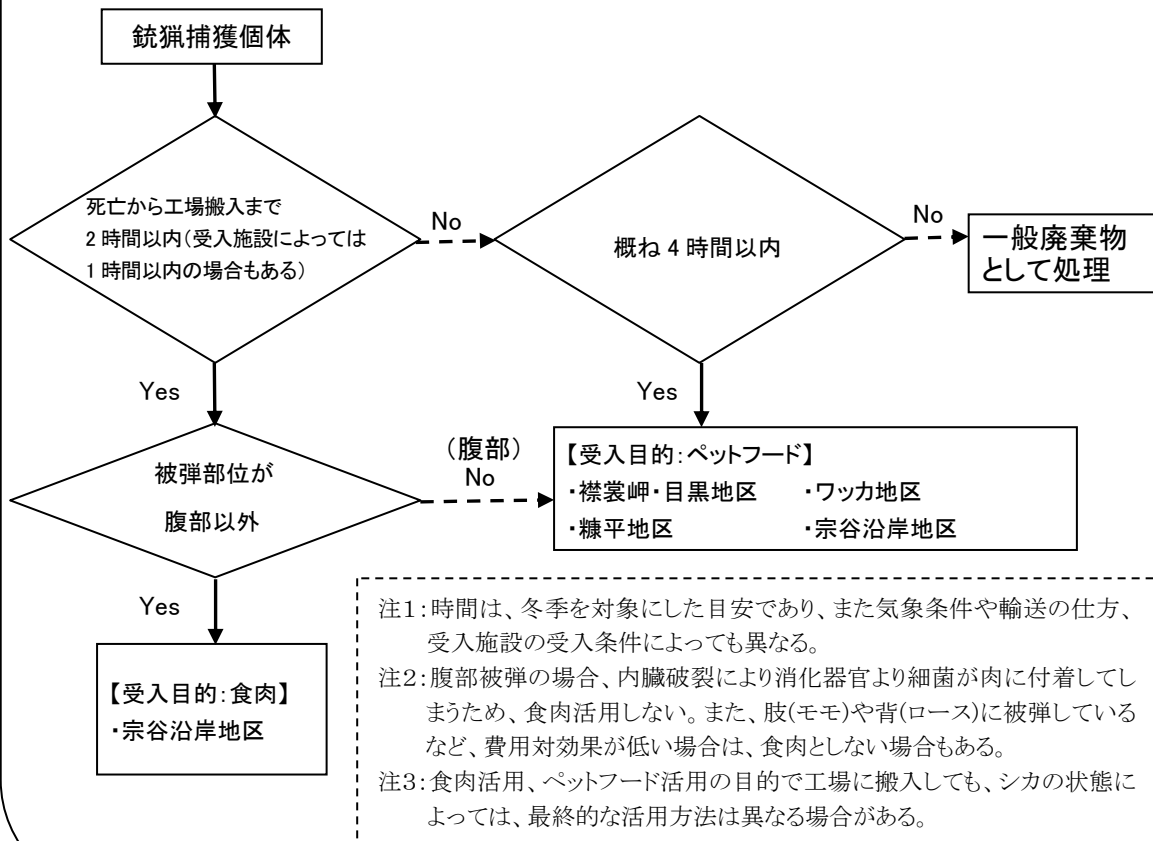 銃猟捕獲個体
死亡から工場搬入まで
2時間以内(受入施設によっては
1時間以内の場合もある)
No
概ね4時間以内
No
一般廃棄物
として処理
Yes
Yes
被弾部位が
腹部以外
(腹部)
No
【受入目的:ペットフード】
・襟裳岬・目黒地区 ・ワッカ地区
・糠平地区 ・宗谷沿岸地区
Yes
【受入目的:食肉】
・宗谷沿岸地区
注1:時間は、冬季を対象にした目安であり、また気象条件や輸送の仕方、
受入施設の受入条件によっても異なる。
注2:腹部被弾の場合、内臓破裂により消化器官より細菌が肉に付着してし
まうため、食肉活用しない。また、肢(モモ)や背(ロース)に被弾している
など、費用対効果が低い場合は、食肉としない場合もある。
注3:食肉活用、ペットフード活用の目的で工場に搬入しても、シカの状態に
よっては、最終的な活用方法は異なる場合がある。